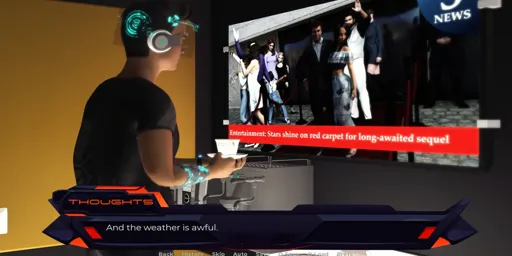 NEWS
Entertainment: Stars shine on red carpet for long-awaited sequel
THOUGHTS
And the weather is awful.
Back History Skip Auto